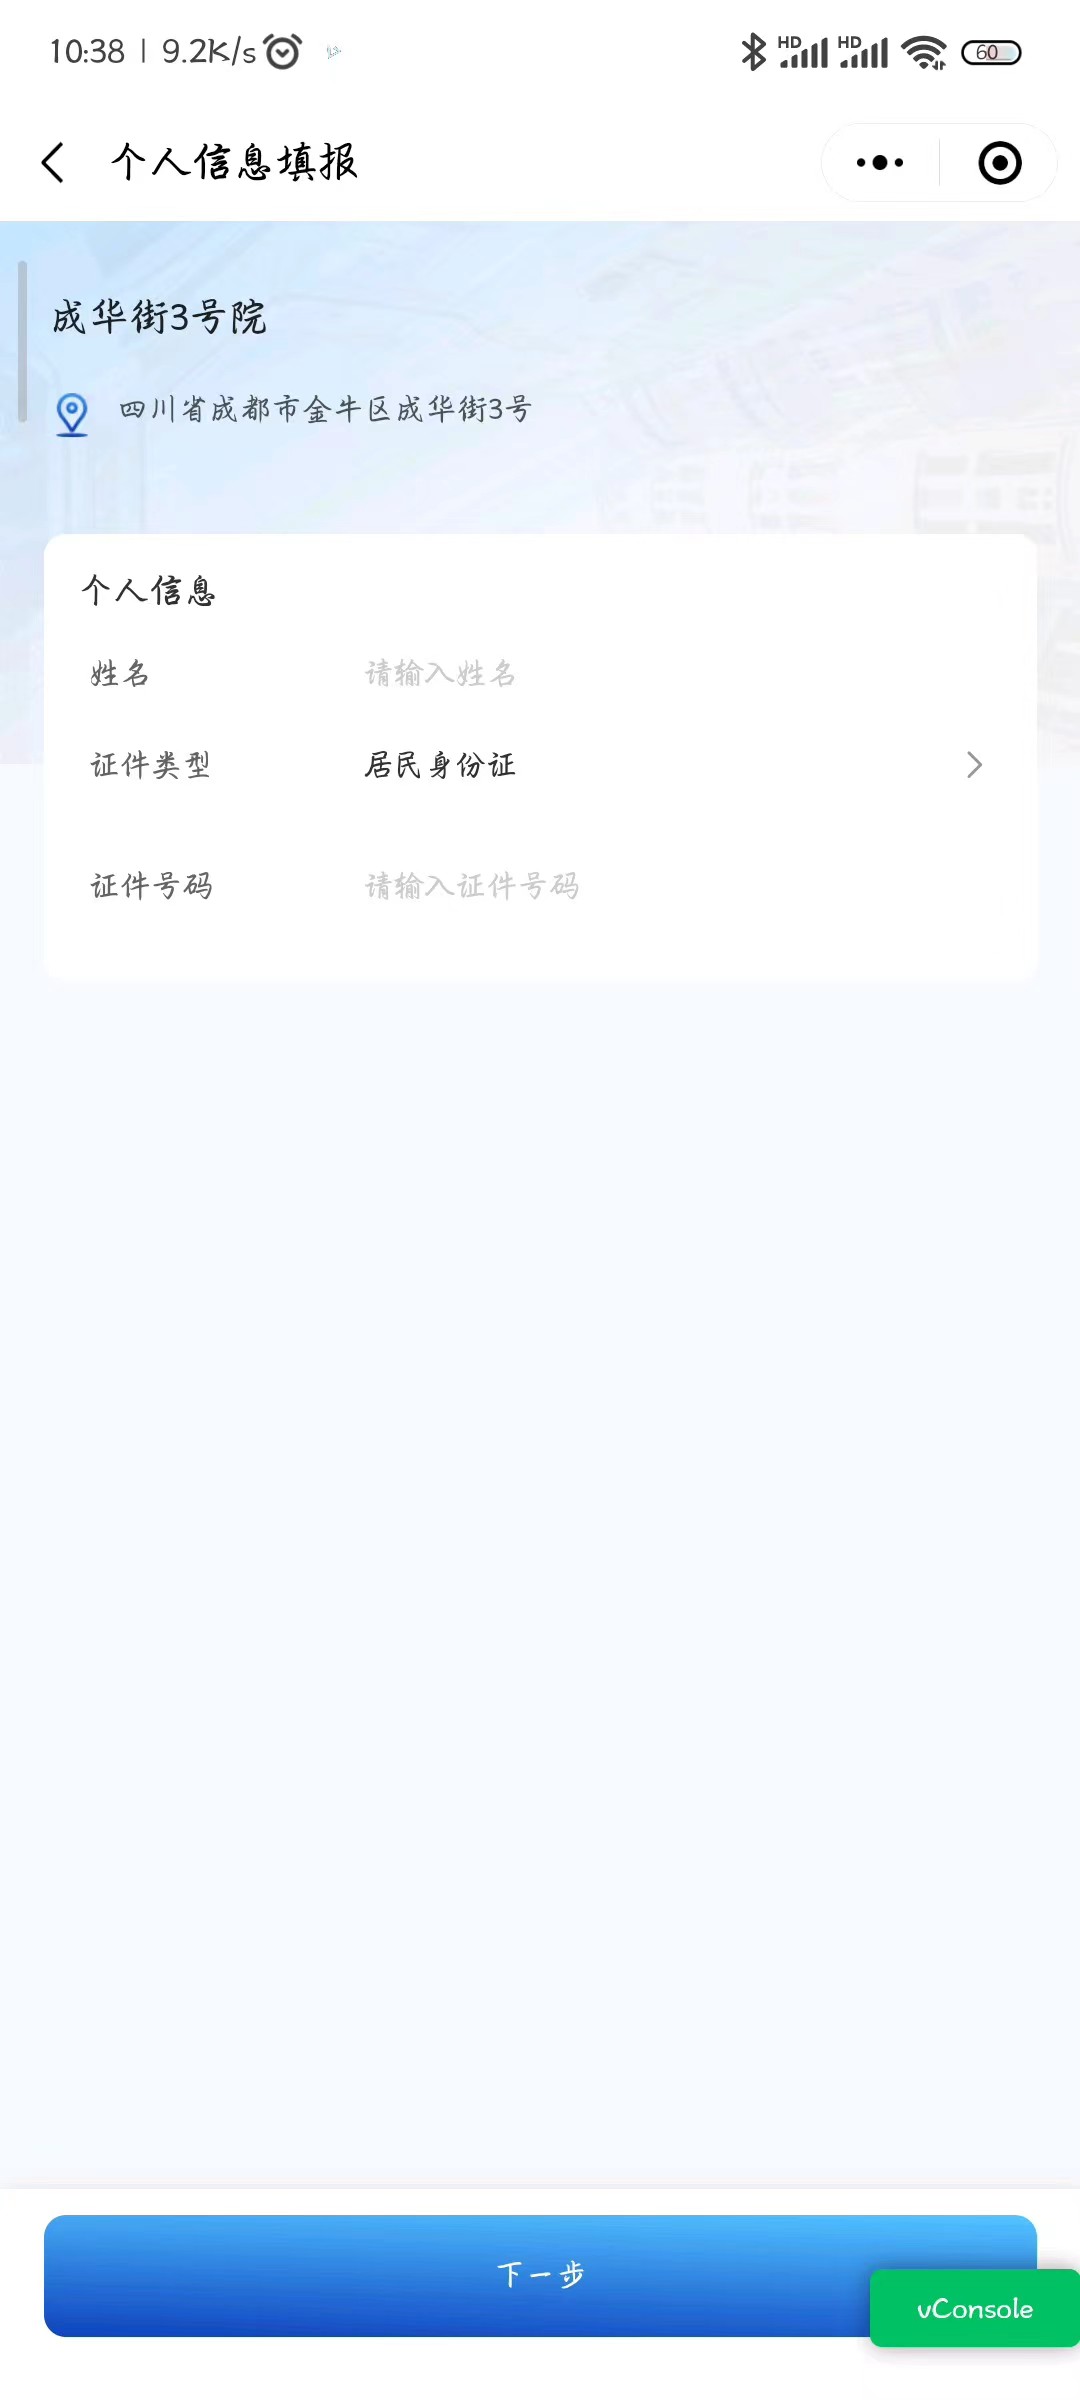 10:38 | 9.2K/s
HD HD 60
个人信息填报
成华街3号院
四川省成都市金牛区成华街3号
个人信息
姓名 请输入姓名
证件类型 居民身份证
证件号码 请输入证件号码
下一步
vConsole